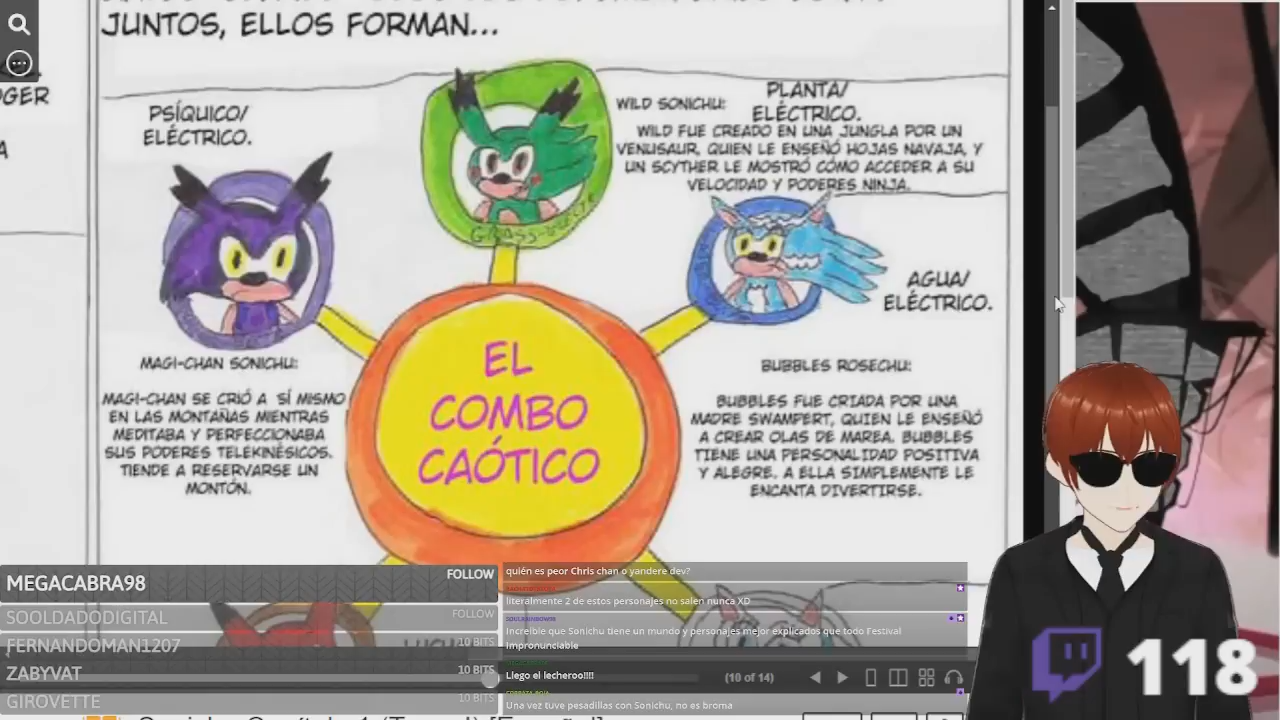 JUNTOS, ELLOS FORMAN...
OGER
A
PSÍQUICO/
ELÉCTRICO.
WILD SONICHU:
PLANTA/
ELÉCTRICO.
WILD FUE CREADO EN UNA JUNGLA POR UN
VENUSAUR, QUIEN LE ENSEÑÓ HOJAS NAVAJA, Y
UN SCYTHER LE MOSTRÓ CÓMO ACCEDER A SU
VELOCIDAD Y PODERES NINJA.
AGUA/
ELÉCTRICO.
MAGI-CHAN SONICHU:
MAGI-CHAN SE CRIÓ A SÍ MISMO
EN LAS MONTAÑAS MIENTRAS
MEDITABA Y PERFECCIONABA
SUS PODERES TELEKINÉSICOS.
TIENDE A RESERVARSE UN
MONTÓN.
EL
COMBO
CAÓTICO
BUBBLES ROSECHU:
BUBBLES FUE CRIADA POR UNA
MADRE SWAMPERT, QUIEN LE ENSEÑÓ
A CREAR OLAS DE MAREA. BUBBLES
TIENE UNA PERSONALIDAD POSITIVA
Y ALEGRE. A ELLA SIMPLEMENTE LE
ENCANTA DIVERTIRSE.
MEGACABRA98 FOLLOW
SOOLDADODIGITAL FOLLOW
FERNANDOMAN1207 10 BITS
ZABYVAT 10 BITS
GIROVETTE 10 BITS
quién es peor Chris chan o yandere dev?
literalmente 2 de estos personajes no salen nunca XD
Increible que Sonichu tiene un mundo y personajes mejor explicados que todo Festival
Impronunciable
Llego el lecheroo!!!!
Una vez tuve pesadillas con Sonichu, no es broma
(10 of 14)
118